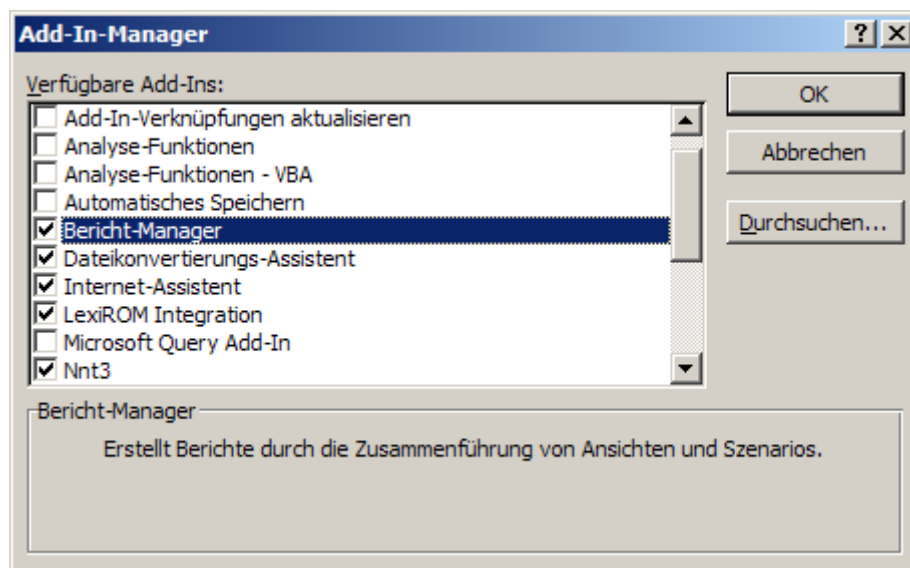 Add-In-Manager
Verfügbare Add-Ins:
Add-In-Verknüpfungen aktualisieren
Analyse-Funktionen
Analyse-Funktionen - VBA
Automatisches Speichern
Bericht-Manager
Dateikonvertierungs-Assistent
Internet-Assistent
LexiROM Integration
Microsoft Query Add-In
Nnt3
OK
Abbrechen
Durchsuchen...
Bericht-Manager
Erstellt Berichte durch die Zusammenführung von Ansichten und Szenarios.